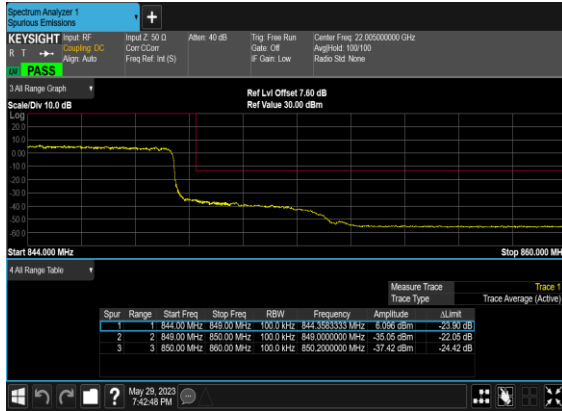 Spectrum Analyzer 1
Spurious Emissions
+
KEYSIGHT Input: RF Input Z: 50 Ω Atten: 40 dB Trig: Free Run Center Freq: 22.005000000 GHz
R T Coupling: DC Corr CCorr Gate: Off Avg|Hold: 100/100
Align: Auto Freq Ref: Int (S) IF Gain: Low Radio Std: None
LXI PASS
3 All Range Graph
Ref Lvl Offset 7.60 dB
Scale/Div 10.0 dB Ref Value 30.00 dBm
Log
20.0
10.0
0.00
-10.0
-20.0
-30.0
-40.0
-50.0
-60.0
Start 844.000 MHz Stop 860.000 MH
4 All Range Table
Measure Trace Trace 1
Trace Type Trace Average (Active)
Spur Range Start Freq Stop Freq RBW Frequency Amplitude ΔLimit
1 1 844.00 MHz 849.00 MHz 100.0 kHz 844.3583333 MHz 6.096 dBm -23.90 dB
2 2 849.00 MHz 850.00 MHz 100.0 kHz 849.0000000 MHz -35.05 dBm -22.05 dB
3 3 850.00 MHz 860.00 MHz 100.0 kHz 850.2000000 MHz -37.42 dBm -24.42 dB
? May 29, 2023
7:42:48 PM